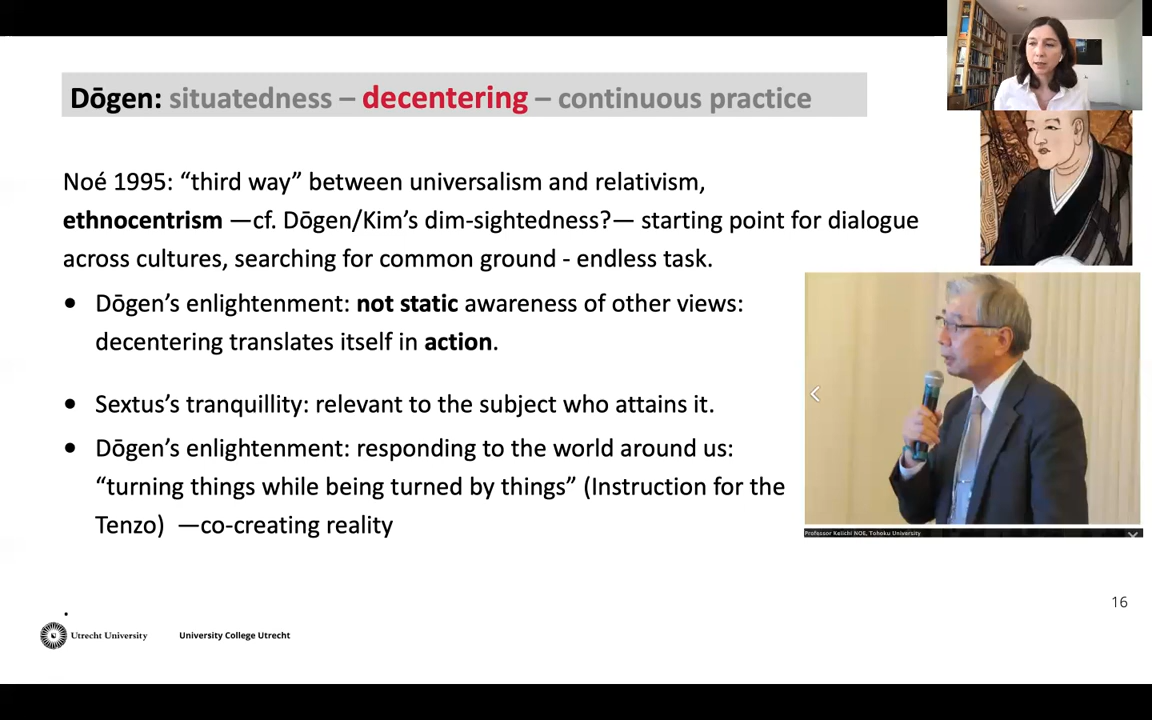 Dōgen: situatedness – decentering – continuous practice
Noé 1995: “third way” between universalism and relativism,
ethnocentrism —cf. Dōgen/Kim’s dim-sightedness?— starting point for dialogue
across cultures, searching for common ground - endless task.
• Dōgen’s enlightenment: not static awareness of other views:
decentering translates itself in action.
• Sextus’s tranquillity: relevant to the subject who attains it.
• Dōgen’s enlightenment: responding to the world around us:
“turning things while being turned by things” (Instruction for the
Tenzo) —co-creating reality
Professor Keiichi NOE, Tohoku University
16
.
Utrecht University
University College Utrecht